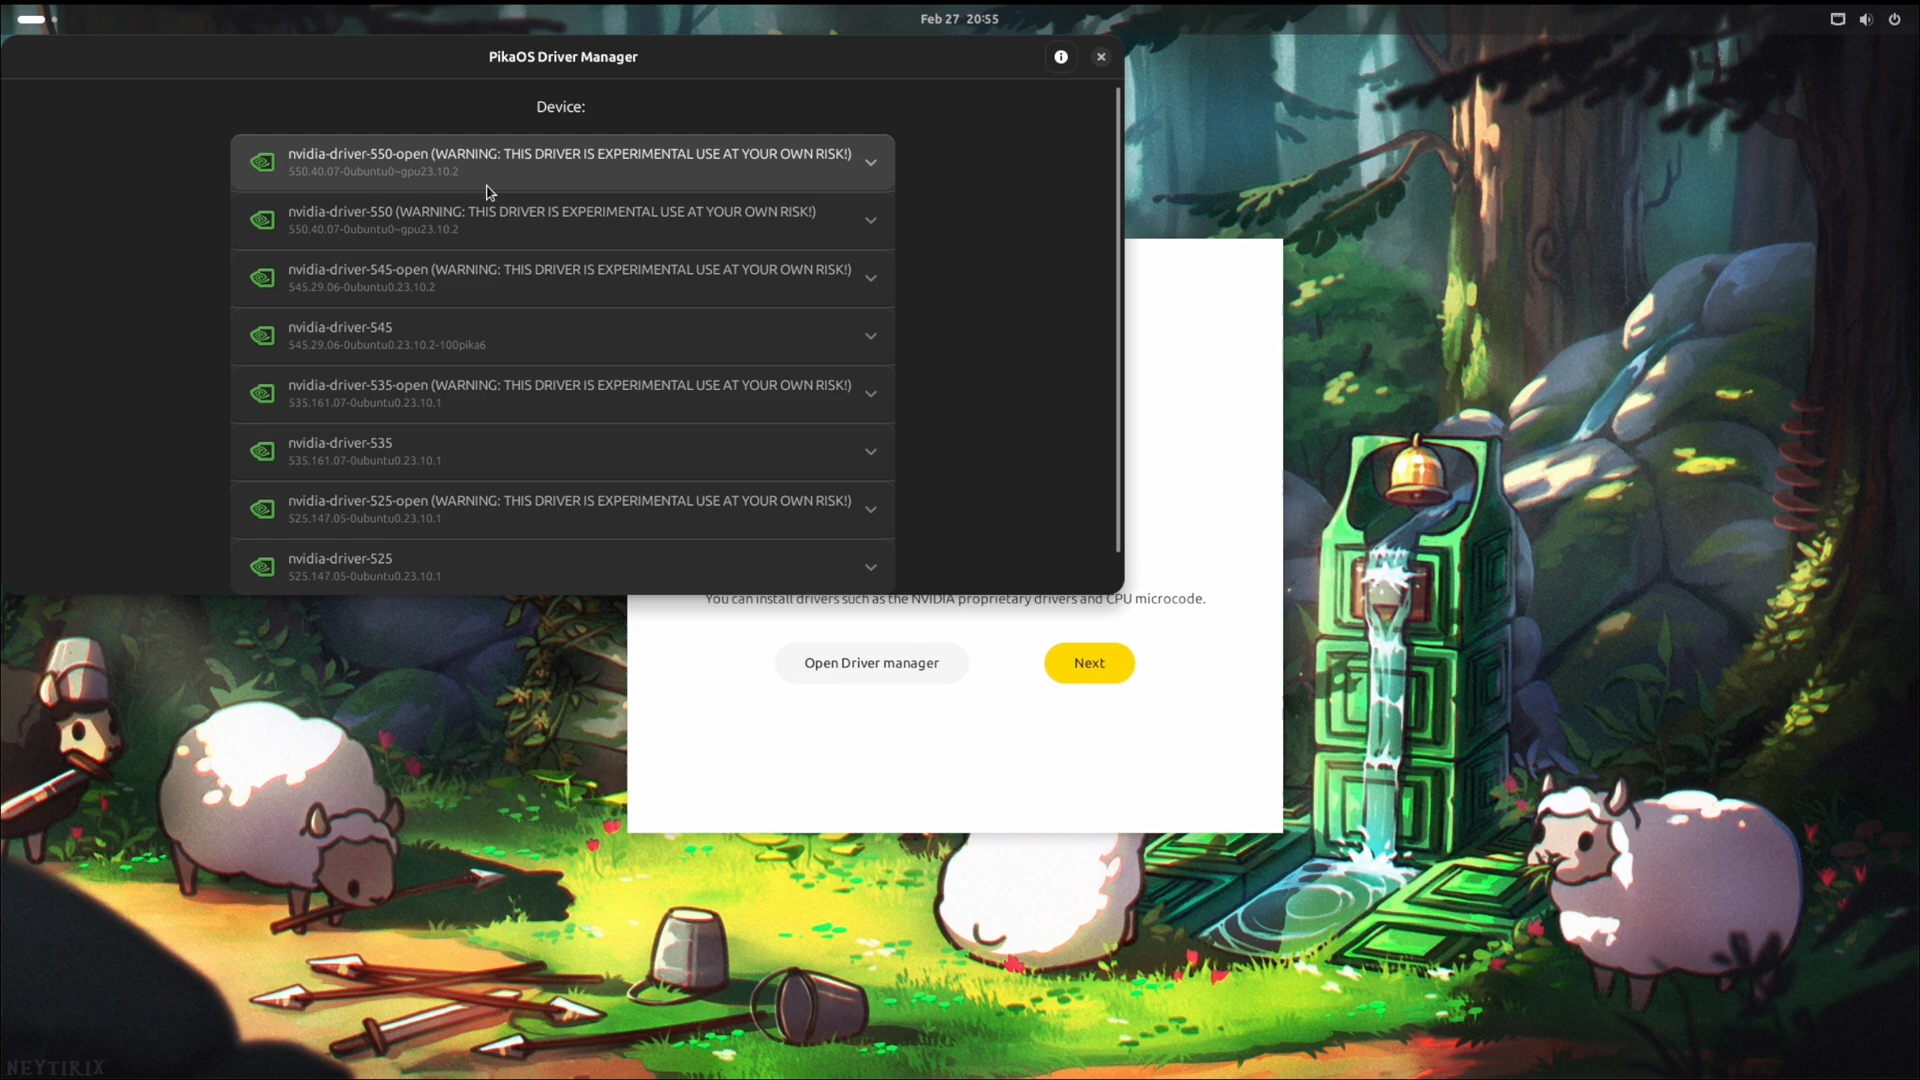 Feb 27 20:55
PikaOS Driver Manager
Device:
nvidia-driver-550-open (WARNING: THIS DRIVER IS EXPERIMENTAL USE AT YOUR OWN RISK!)
550.40.07-0ubuntu0~gpu23.10.2
nvidia-driver-550 (WARNING: THIS DRIVER IS EXPERIMENTAL USE AT YOUR OWN RISK!)
550.40.07-0ubuntu0~gpu23.10.2
nvidia-driver-545-open (WARNING: THIS DRIVER IS EXPERIMENTAL USE AT YOUR OWN RISK!)
545.29.06-0ubuntu0.23.10.2
nvidia-driver-545
545.29.06-0ubuntu0.23.10.2-100pika6
nvidia-driver-535-open (WARNING: THIS DRIVER IS EXPERIMENTAL USE AT YOUR OWN RISK!)
535.161.07-0ubuntu0.23.10.1
nvidia-driver-535
535.161.07-0ubuntu0.23.10.1
nvidia-driver-525-open (WARNING: THIS DRIVER IS EXPERIMENTAL USE AT YOUR OWN RISK!)
525.147.05-0ubuntu0.23.10.1
nvidia-driver-525
525.147.05-0ubuntu0.23.10.1
You can install drivers such as the NVIDIA proprietary drivers and CPU microcode.
Open Driver manager
Next
NEYTIRIX